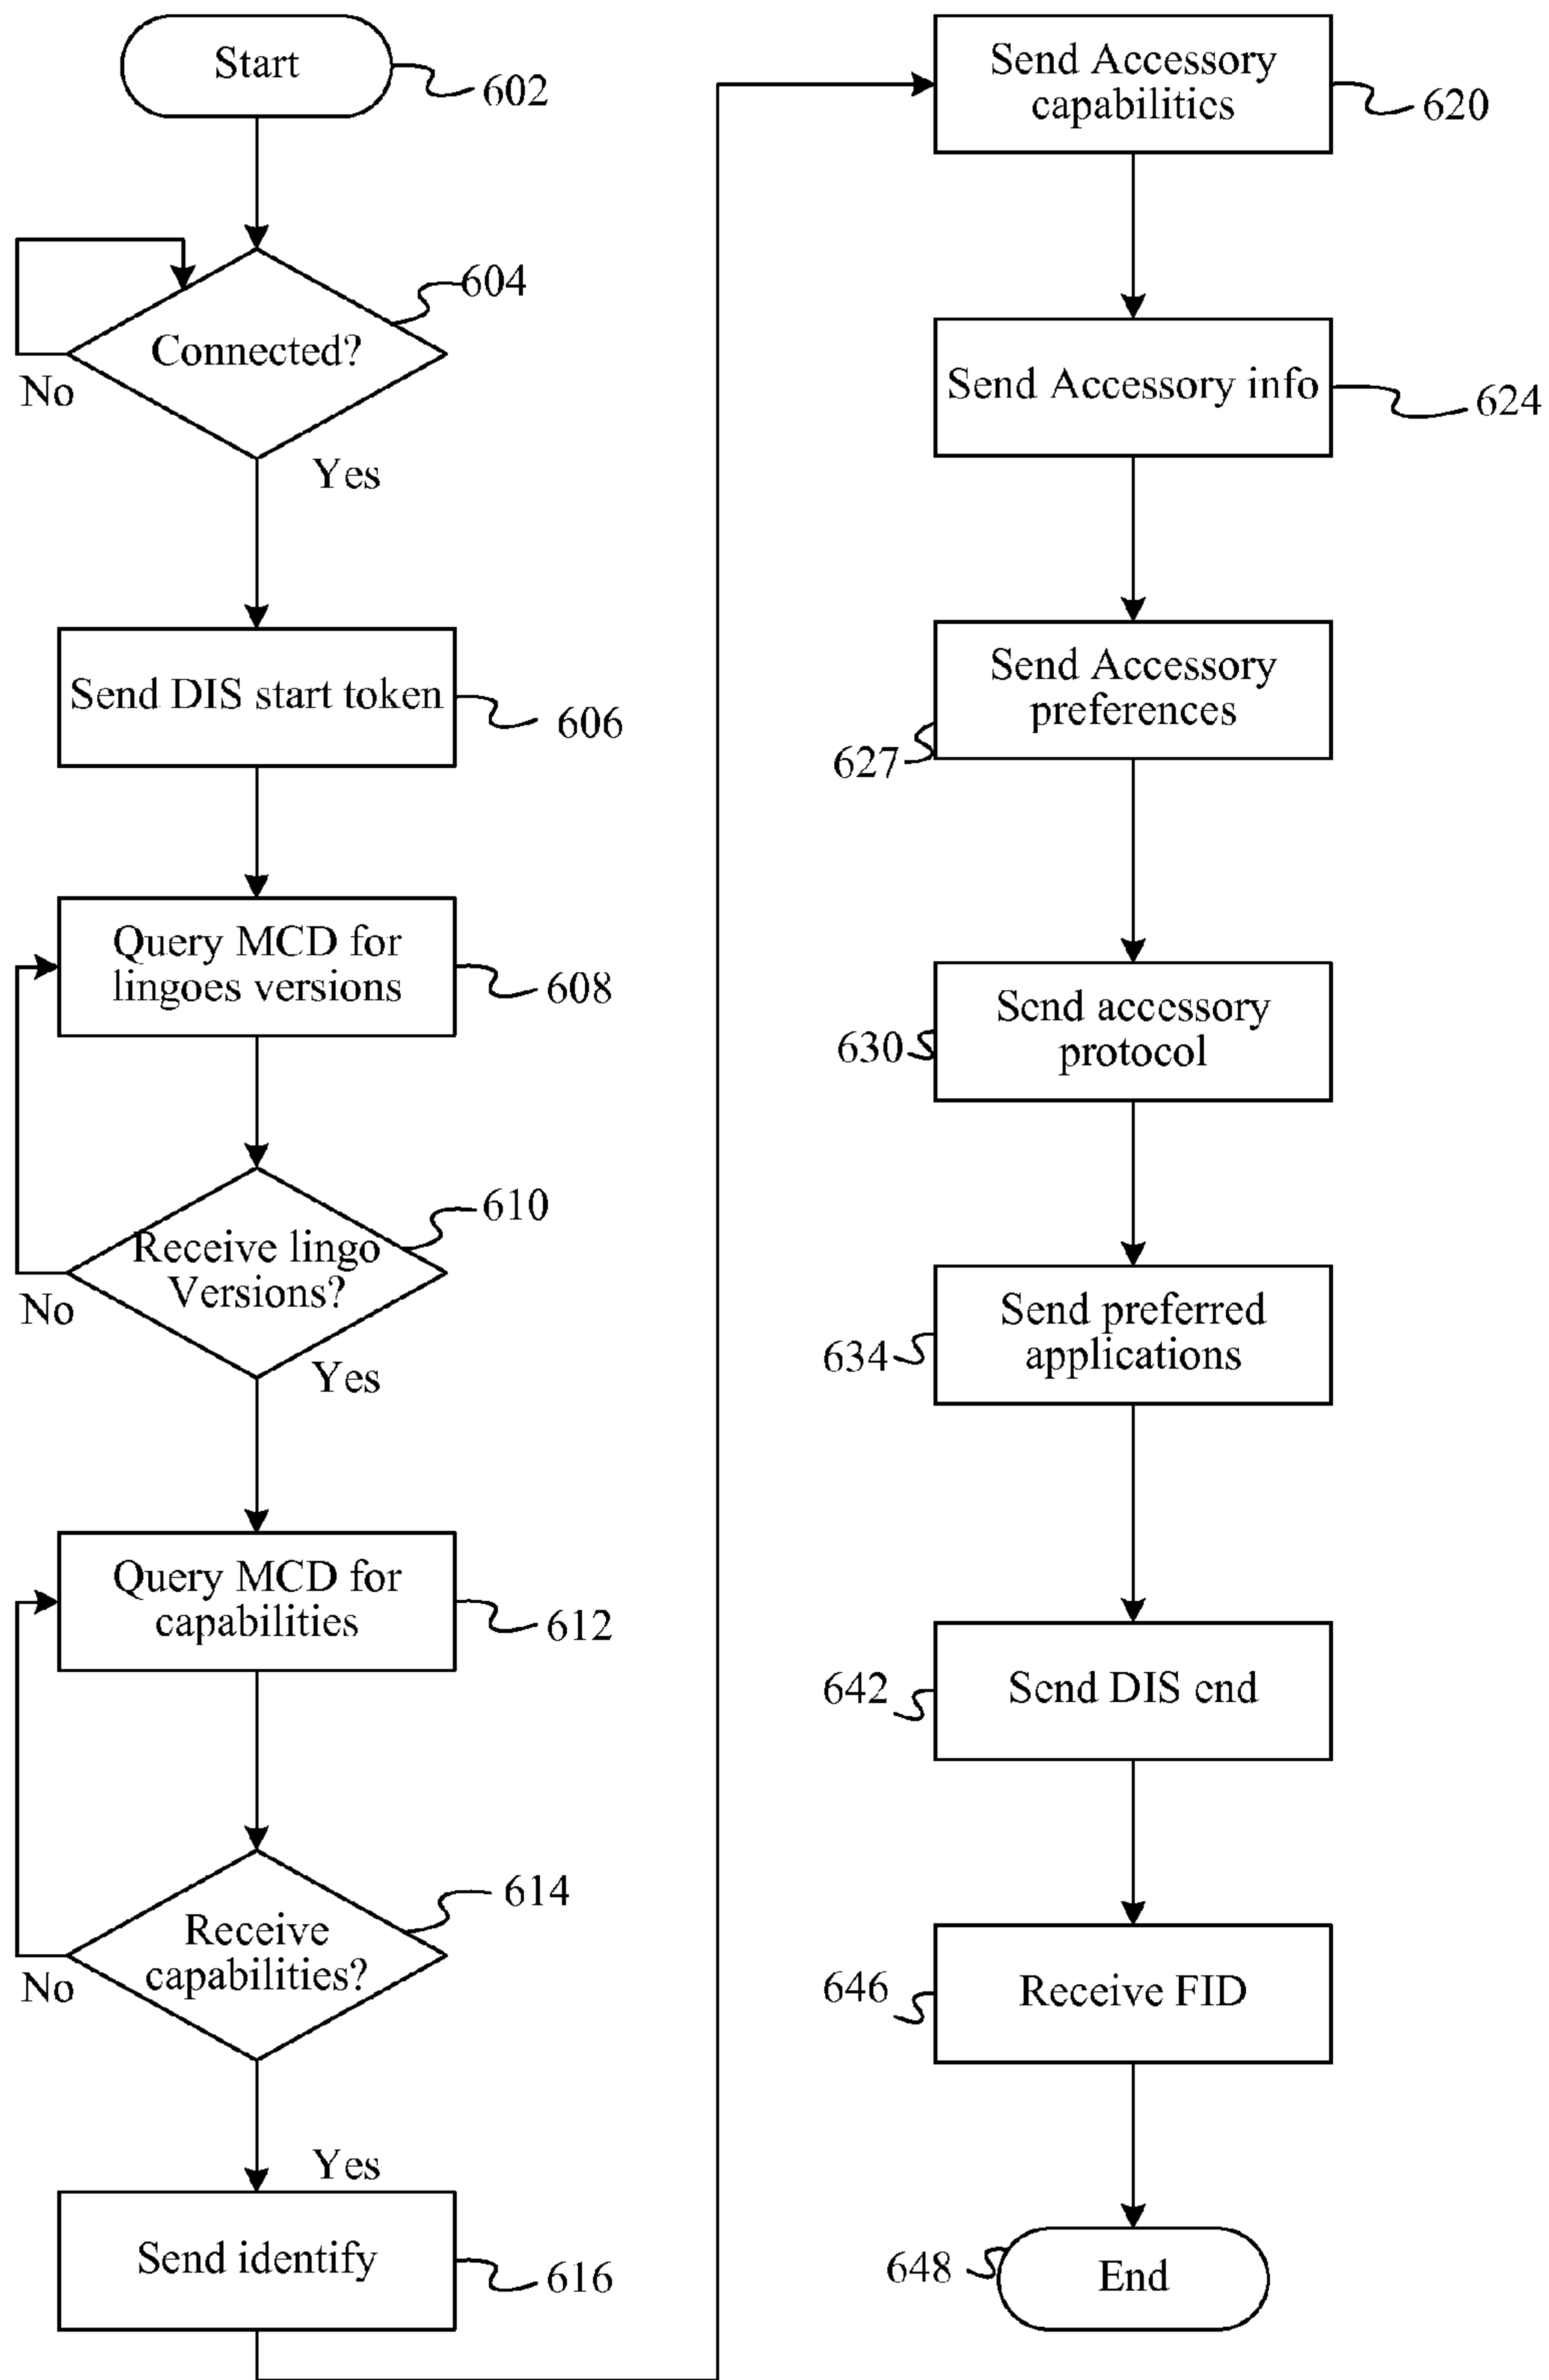 Start
602
604
Connected?
No
Yes
Send DIS start token
606
Query MCD for
lingoes versions
608
610
Receive lingo
Versions?
No
Yes
Query MCD for
capabilities
612
614
Receive
capabilities?
No
Yes
Send identify
616
Send Accessory
capabilities
620
Send Accessory info
624
Send Accessory
preferences
627
Send accessory
protocol
630
Send preferred
applications
634
Send DIS end
642
Receive FID
646
End
648